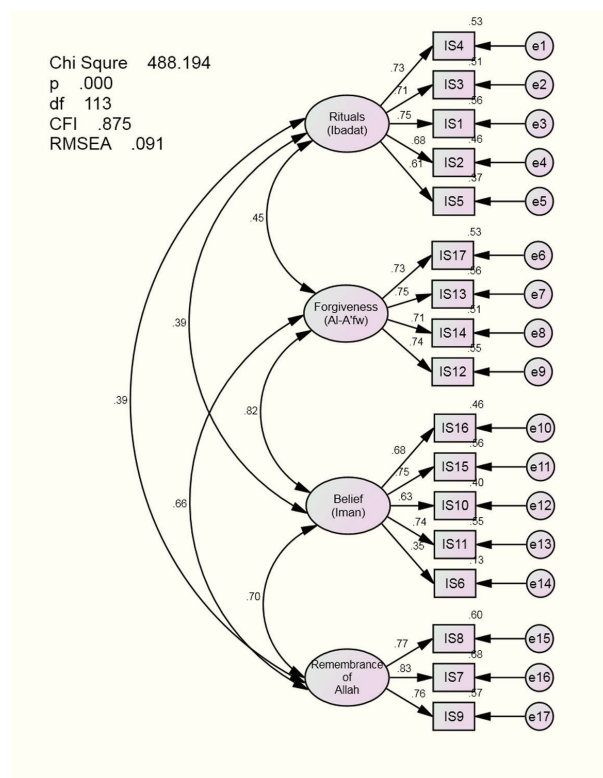 Chi Squre 488.194
p .000
df 113
CFI .875
RMSEA .091
.53
IS4
e1
.73
.51
IS3
e2
.71
.56
Rituals
(Ibadat)
.75
IS1
e3
.46
.68
IS2
e4
.61
.37
IS5
e5
.45
.53
IS17
e6
.73
.56
IS13
e7
.75
Forgiveness
(Al-A'fw)
.51
.71
IS14
e8
.74
.55
IS12
e9
.39
.39
.82
.46
IS16
e10
.68
.56
IS15
e11
.75
.40
Belief
(Iman)
.63
IS10
e12
.74
.55
IS11
e13
.35
.13
IS6
e14
.66
.70
.60
IS8
e15
.77
.68
Remembrance
of
Allah
.83
IS7
e16
.76
.57
IS9
e17